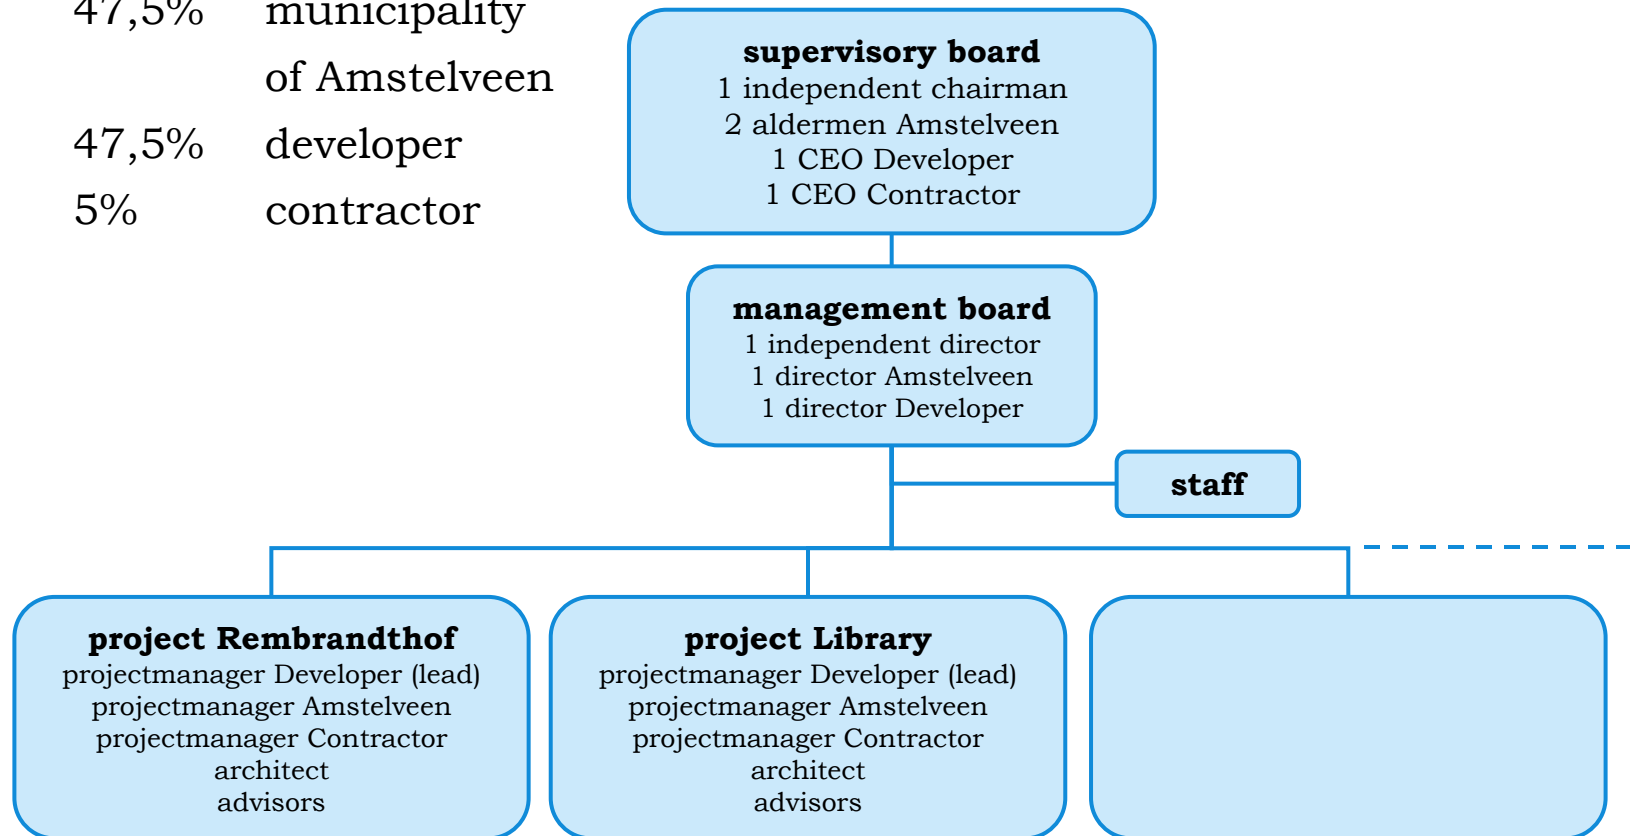 47,5% municipality
of Amstelveen
47,5% developer
5% contractor
supervisory board
1 independent chairman
2 aldermen Amstelveen
1 CEO Developer
1 CEO Contractor
management board
1 independent director
1 director Amstelveen
1 director Developer
staff
project Rembrandthof
projectmanager Developer (lead)
projectmanager Amstelveen
projectmanager Contractor
architect
advisors
project Library
projectmanager Developer (lead)
projectmanager Amstelveen
projectmanager Contractor
architect
advisors